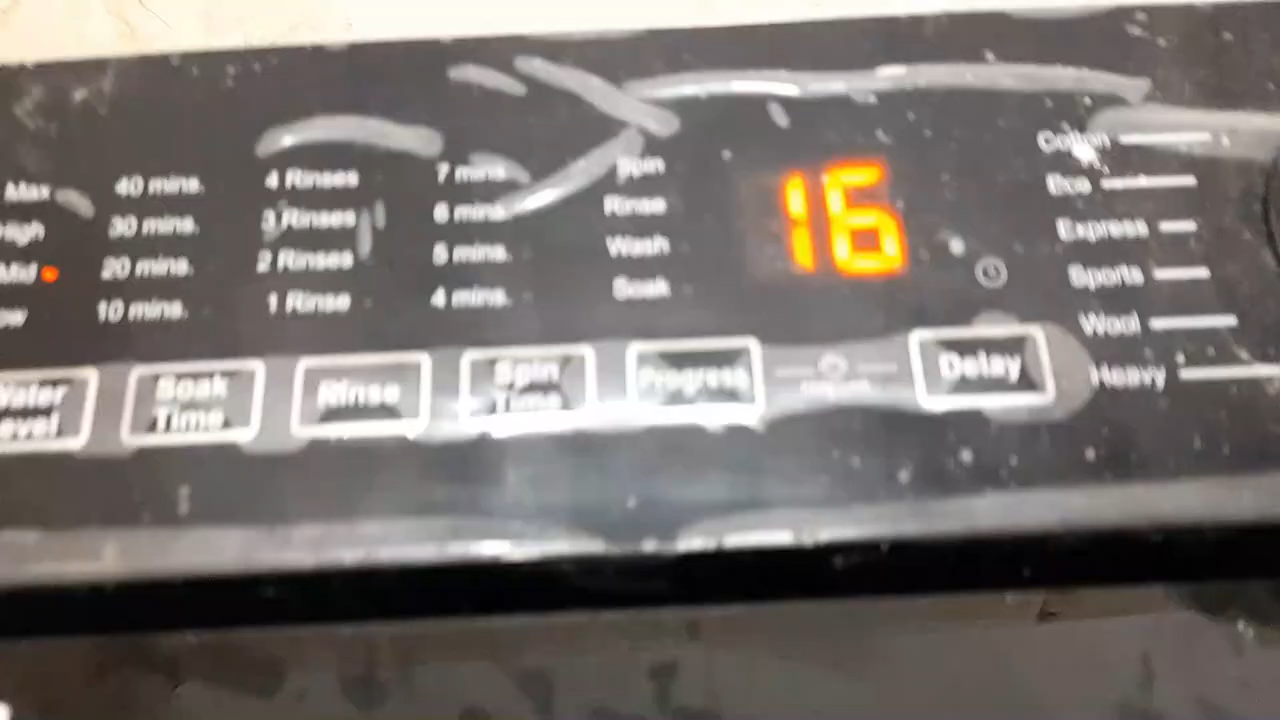 Max 40 mins. 4 Rinses 7 mins. Spin
High 30 mins. 3 Rinses 6 mins. Rinse
Mid 20 mins. 2 Rinses 5 mins. Wash
10 mins. 1 Rinse 4 mins. Soak
16
Cotton
Eco
Express
Sports
Wool
Heavy
Water
Level
Soak
Time
Rinse
Spin
Time
Progress
Delay